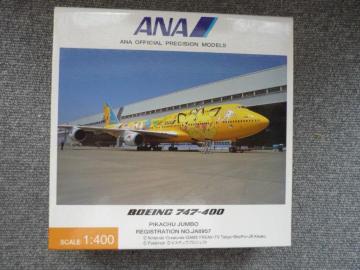 ANA
ANA OFFICIAL PRECISION MODELS
BOEING 747-400
PIKACHU JUMBO
REGISTRATION NO.JA8957
SCALE 1:400